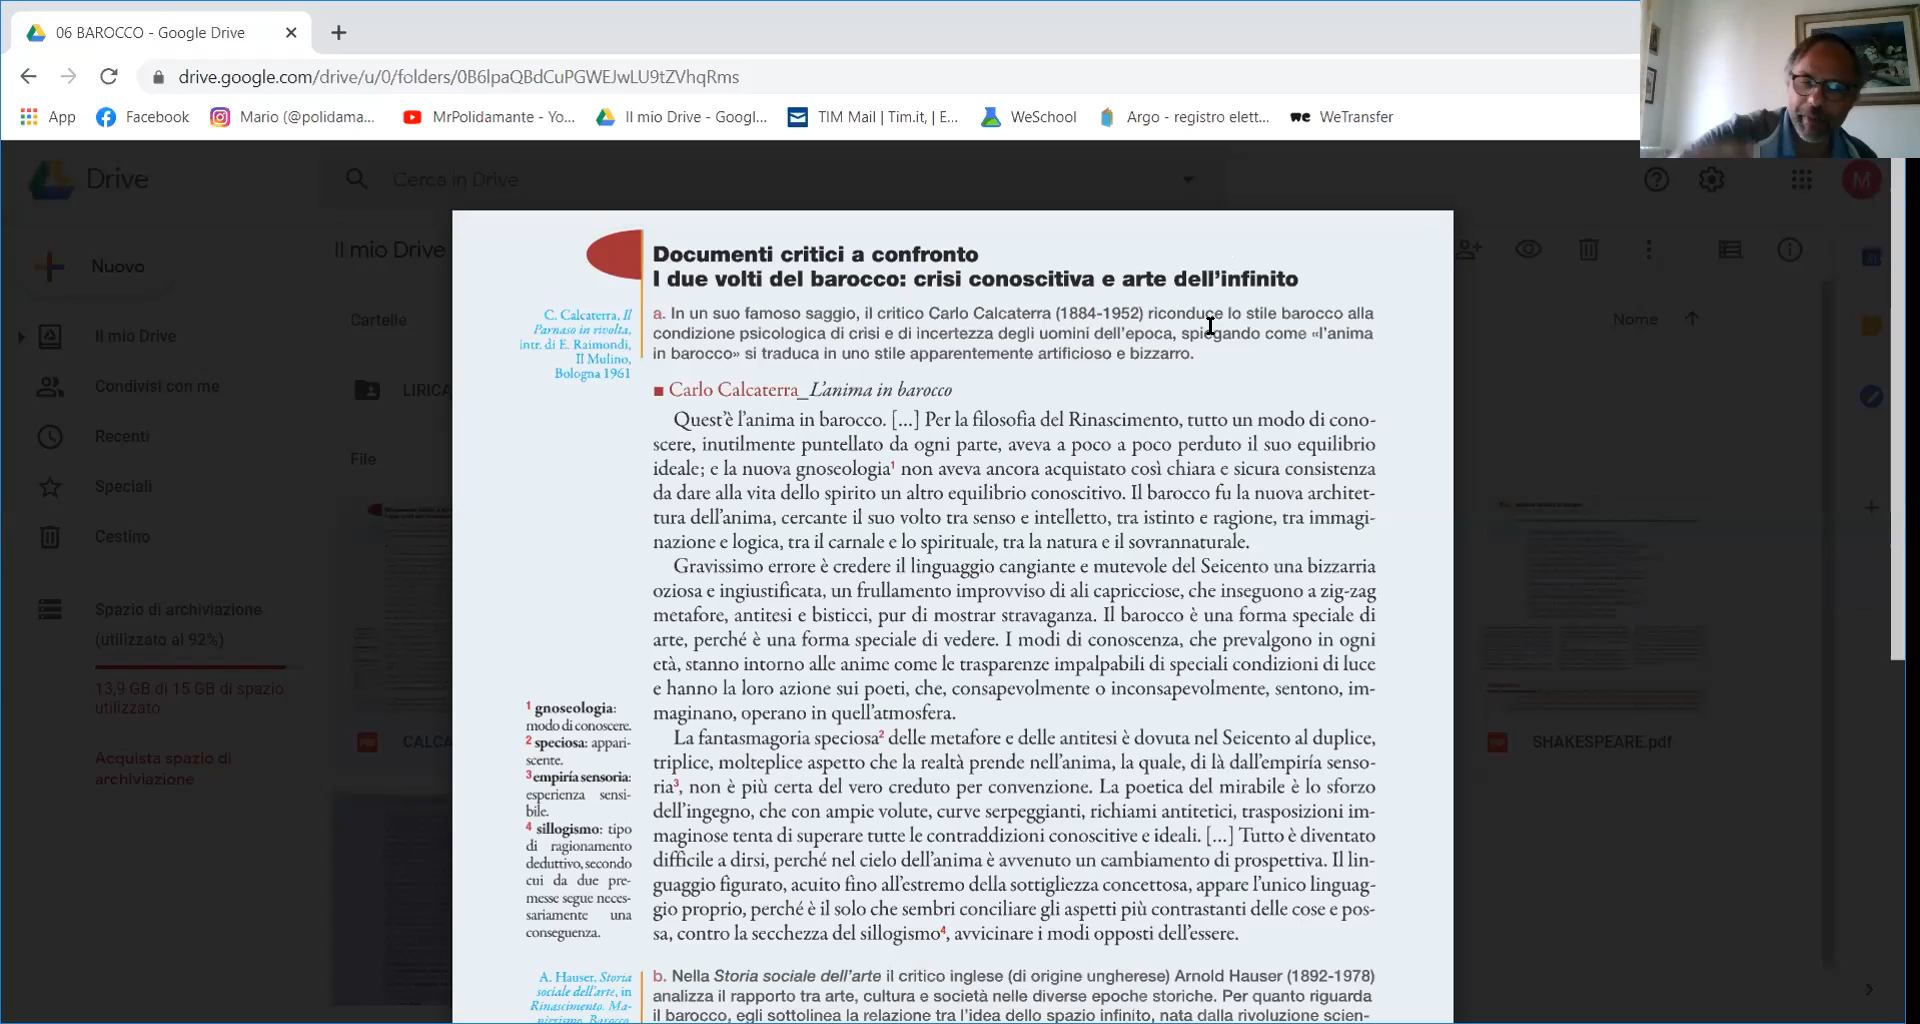 06 BAROCCO - Google Drive
drive.google.com/drive/u/0/folders/0B6lpaQBdCuPGWEJwLU9tZVhqRms
App Facebook Mario (@polidama... MrPolidamante - Yo... Il mio Drive - Googl... TIM Mail | Tim.it, | E... WeSchool Argo - registro elett... WeTransfer
Drive
Cerca in Drive
M
Nuovo
Il mio Drive
Il mio Drive
Condivisi con me
Recenti
Speciali
Cestino
Spazio di archiviazione
(utilizzato al 92%)
13,9 GB di 15 GB di spazio
utilizzato
Acquista spazio di
archiviazione
Cartelle
LIRICA
File
CALCA
Nome
SHAKESPEARE.pdf
Documenti critici a confronto
I due volti del barocco: crisi conoscitiva e arte dell'infinito
C. Calcaterra, Il
Parnaso in rivolta,
intr. di E. Raimondi,
Il Mulino,
Bologna 1961
a. In un suo famoso saggio, il critico Carlo Calcaterra (1884-1952) riconduce lo stile barocco alla
condizione psicologica di crisi e di incertezza degli uomini dell'epoca, spiegando come «l'anima
in barocco» si traduca in uno stile apparentemente artificioso e bizzarro.
■ Carlo Calcaterra_L'anima in barocco
Quest'è l'anima in barocco. [...] Per la filosofia del Rinascimento, tutto un modo di cono-
scere, inutilmente puntellato da ogni parte, aveva a poco a poco perduto il suo equilibrio
ideale; e la nuova gnoseologia¹ non aveva ancora acquistato così chiara e sicura consistenza
da dare alla vita dello spirito un altro equilibrio conoscitivo. Il barocco fu la nuova architet-
tura dell'anima, cercante il suo volto tra senso e intelletto, tra istinto e ragione, tra immagi-
nazione e logica, tra il carnale e lo spirituale, tra la natura e il sovrannaturale.
Gravissimo errore è credere il linguaggio cangiante e mutevole del Seicento una bizzarria
oziosa e ingiustificata, un frullamento improvviso di ali capricciose, che inseguono a zig-zag
metafore, antitesi e bisticci, pur di mostrar stravaganza. Il barocco è una forma speciale di
arte, perché è una forma speciale di vedere. I modi di conoscenza, che prevalgono in ogni
età, stanno intorno alle anime come le trasparenze impalpabili di speciali condizioni di luce
e hanno la loro azione sui poeti, che, consapevolmente o inconsapevolmente, sentono, im-
maginano, operano in quell'atmosfera.
La fantasmagoria speciosa² delle metafore e delle antitesi è dovuta nel Seicento al duplice,
triplice, molteplice aspetto che la realtà prende nell'anima, la quale, di là dall'empiría senso-
ria³, non è più certa del vero creduto per convenzione. La poetica del mirabile è lo sforzo
dell'ingegno, che con ampie volute, curve serpeggianti, richiami antitetici, trasposizioni im-
maginose tenta di superare tutte le contraddizioni conoscitive e ideali. [...] Tutto è diventato
difficile a dirsi, perché nel cielo dell'anima è avvenuto un cambiamento di prospettiva. Il lin-
guaggio figurato, acuito fino all'estremo della sottigliezza concettosa, appare l'unico linguag-
gio proprio, perché è il solo che sembri conciliare gli aspetti più contrastanti delle cose e pos-
sa, contro la secchezza del sillogismo⁴, avvicinare i modi opposti dell'essere.
¹ gnoseologia:
modo di conoscere.
² speciosa: appari-
scente.
³ empiría sensoria:
esperienza sensi-
bile.
⁴ sillogismo: tipo
di ragionamento
deduttivo, secondo
cui da due pre-
messe segue neces-
sariamente una
conseguenza.
A. Hauser, Storia
sociale dell'arte, in
Rinascimento. Ma-
nierismo. Barocco,
b. Nella Storia sociale dell'arte il critico inglese (di origine ungherese) Arnold Hauser (1892-1978)
analizza il rapporto tra arte, cultura e società nelle diverse epoche storiche. Per quanto riguarda
il barocco, egli sottolinea la relazione tra l'idea dello spazio infinito, nata dalla rivoluzione scien-